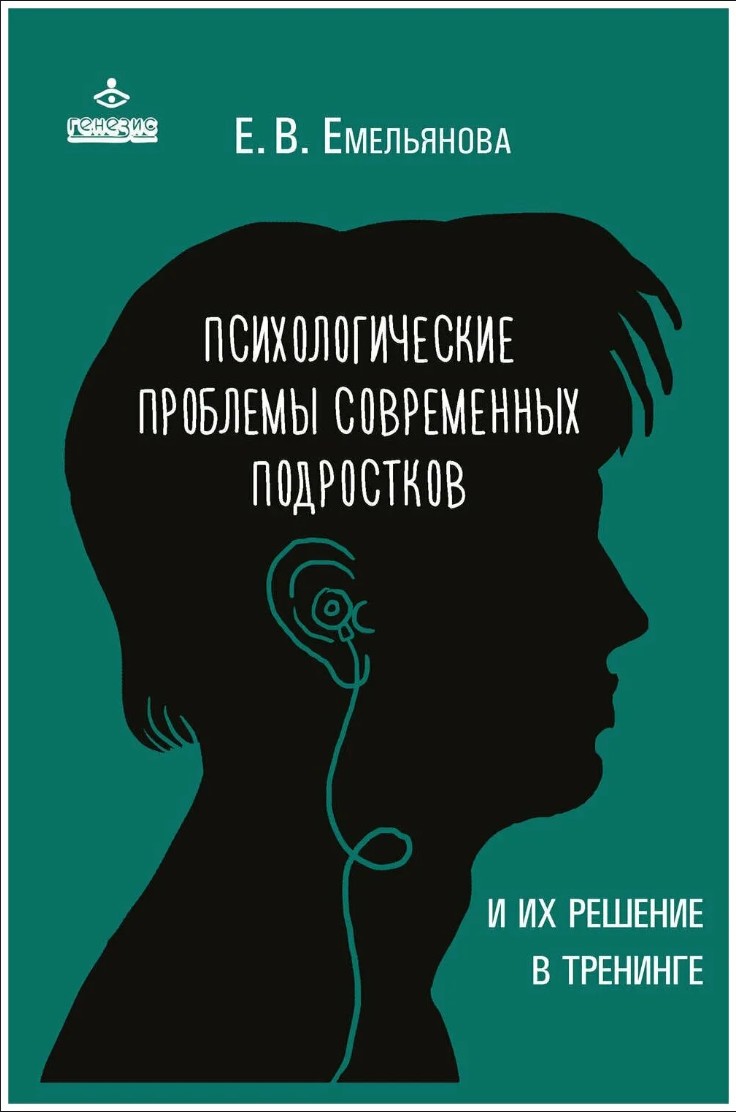 генезис
Е. В. Емельянова
ПСИХОЛОГИЧЕСКИЕ
ПРОБЛЕМЫ СОВРЕМЕННЫХ
ПОДРОСТКОВ
И ИХ РЕШЕНИЕ
В ТРЕНИНГЕ